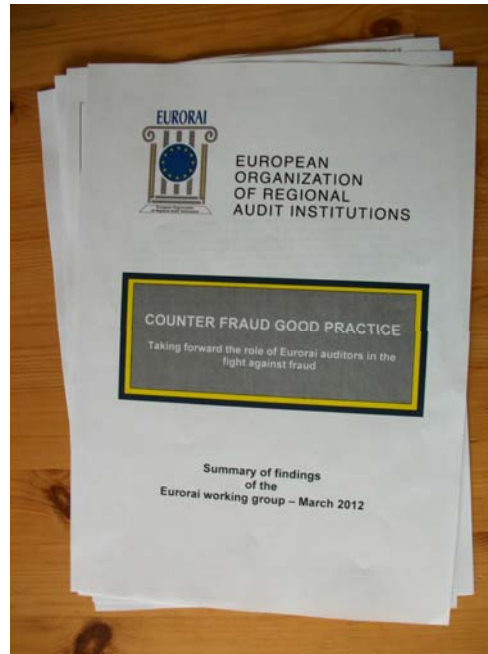 EURORAI
EUROPEAN
ORGANIZATION
OF REGIONAL
AUDIT INSTITUTIONS
COUNTER FRAUD GOOD PRACTICE
Taking forward the role of Eurorai auditors in the
fight against fraud
Summary of findings
of the
Eurorai working group – March 2012